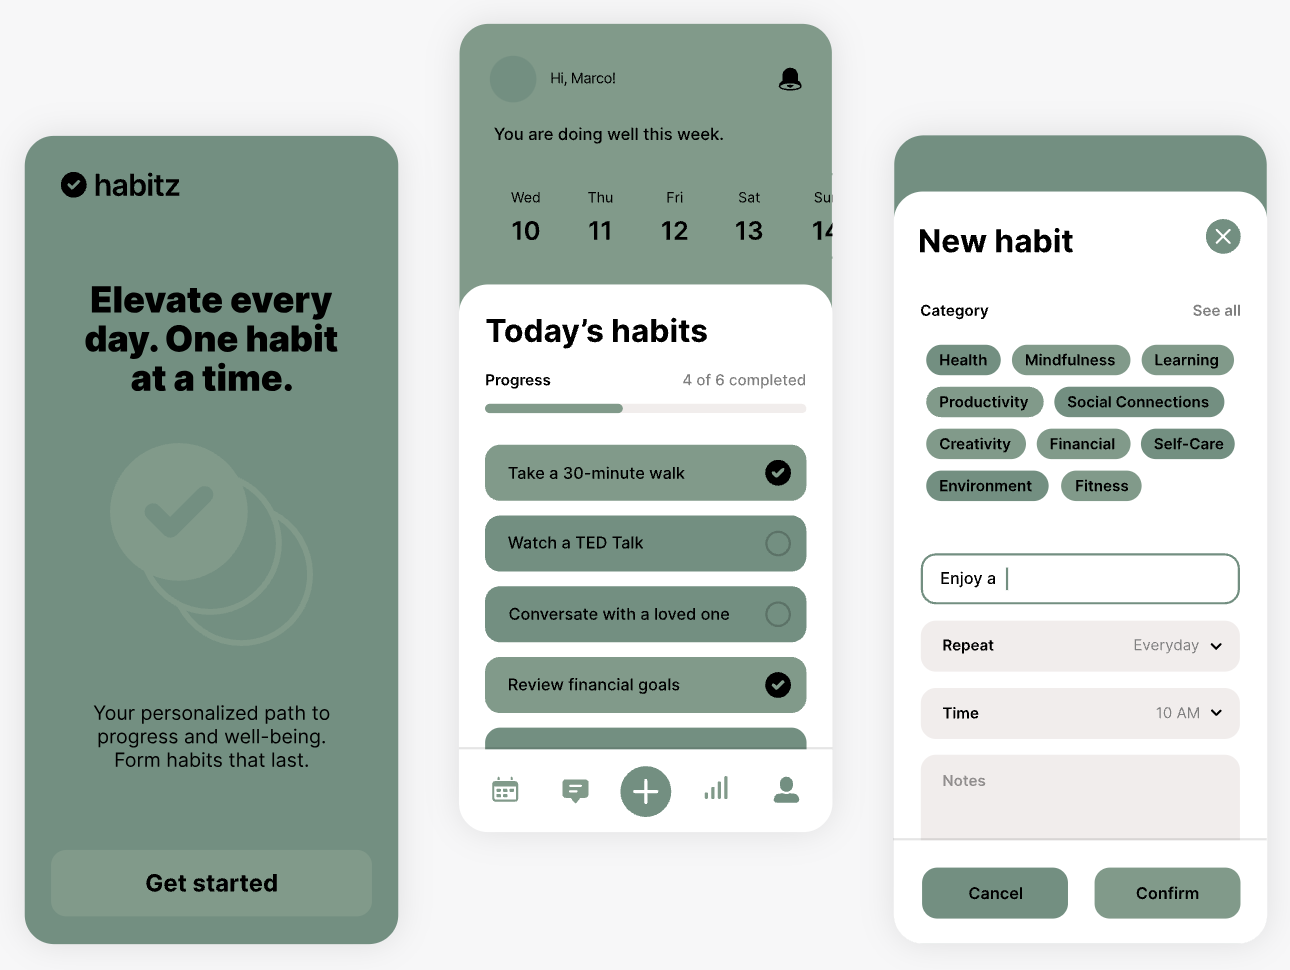 habitz
Elevate every
day. One habit
at a time.
Your personalized path to
progress and well-being.
Form habits that last.
Get started
Hi, Marco!
You are doing well this week.
Wed Thu Fri Sat
10 11 12 13 14
Today's habits
Progress 4 of 6 completed
Take a 30-minute walk
Watch a TED Talk
Conversate with a loved one
Review financial goals
New habit
Category See all
Health Mindfulness Learning
Productivity Social Connections
Creativity Financial Self-Care
Environment Fitness
Enjoy a
Repeat Everyday
Time 10 AM
Notes
Cancel Confirm